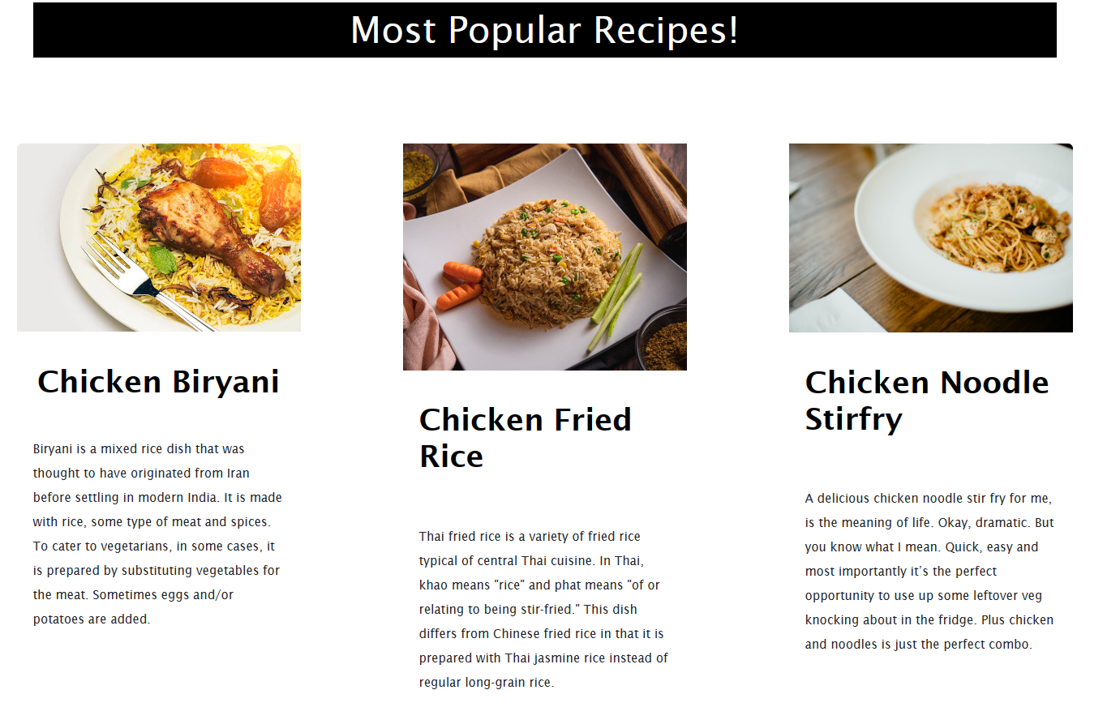 Most Popular Recipes!
Chicken Biryani
Biryani is a mixed rice dish that was
thought to have originated from Iran
before settling in modern India. It is made
with rice, some type of meat and spices.
To cater to vegetarians, in some cases, it
is prepared by substituting vegetables for
the meat. Sometimes eggs and/or
potatoes are added.
Chicken Fried
Rice
Thai fried rice is a variety of fried rice
typical of central Thai cuisine. In Thai,
khao means "rice" and phat means "of or
relating to being stir-fried." This dish
differs from Chinese fried rice in that it is
prepared with Thai jasmine rice instead of
regular long-grain rice.
Chicken Noodle
Stirfry
A delicious chicken noodle stir fry for me,
is the meaning of life. Okay, dramatic. But
you know what I mean. Quick, easy and
most importantly it's the perfect
opportunity to use up some leftover veg
knocking about in the fridge. Plus chicken
and noodles is just the perfect combo.